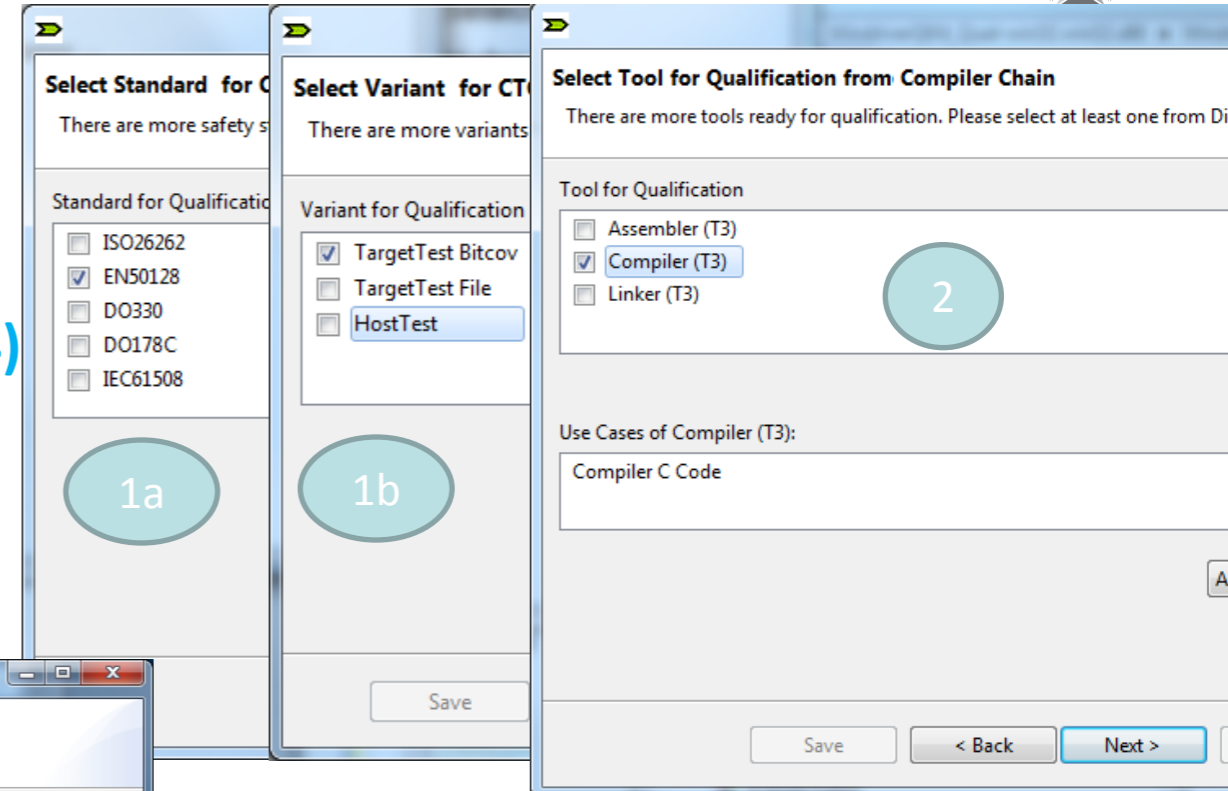 Select Standard for C
There are more safety s
Standard for Qualificatio
ISO26262
EN50128
DO330
DO178C
IEC61508
1a
)
Select Variant for CT
There are more variants
Variant for Qualification
TargetTest Bitcov
TargetTest File
HostTest
1b
Save
Select Tool for Qualification from Compiler Chain
There are more tools ready for qualification. Please select at least one from Di
Tool for Qualification
Assembler (T3)
Compiler (T3)
Linker (T3)
2
Use Cases of Compiler (T3):
Compiler C Code
A
Save
< Back
Next >